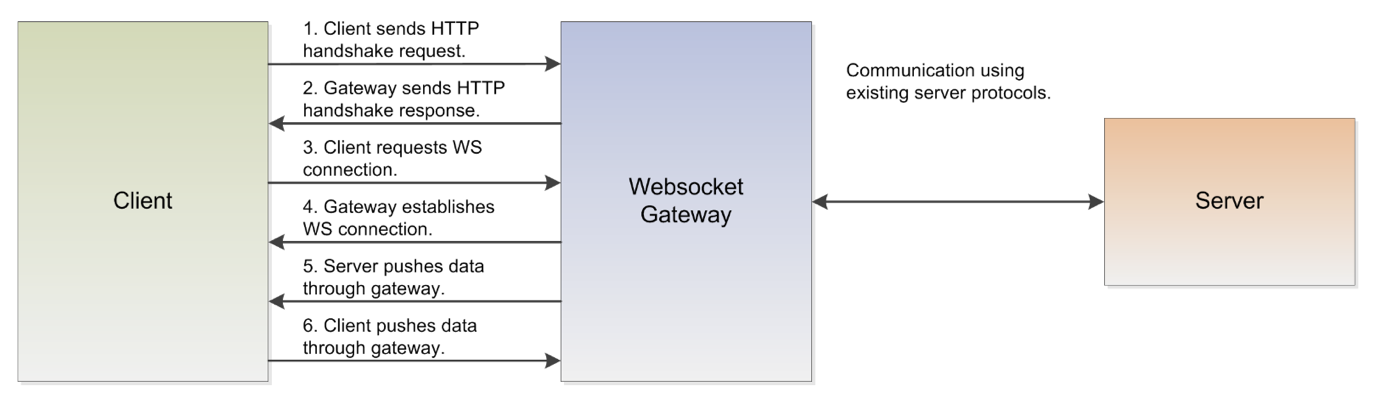 1. Client sends HTTP
handshake request.
2. Gateway sends HTTP
handshake response.
3. Client requests WS
connection.
4. Gateway establishes
WS connection.
5. Server pushes data
through gateway.
6. Client pushes data
through gateway.
Client
Websocket
Gateway
Communication using
existing server protocols.
Server